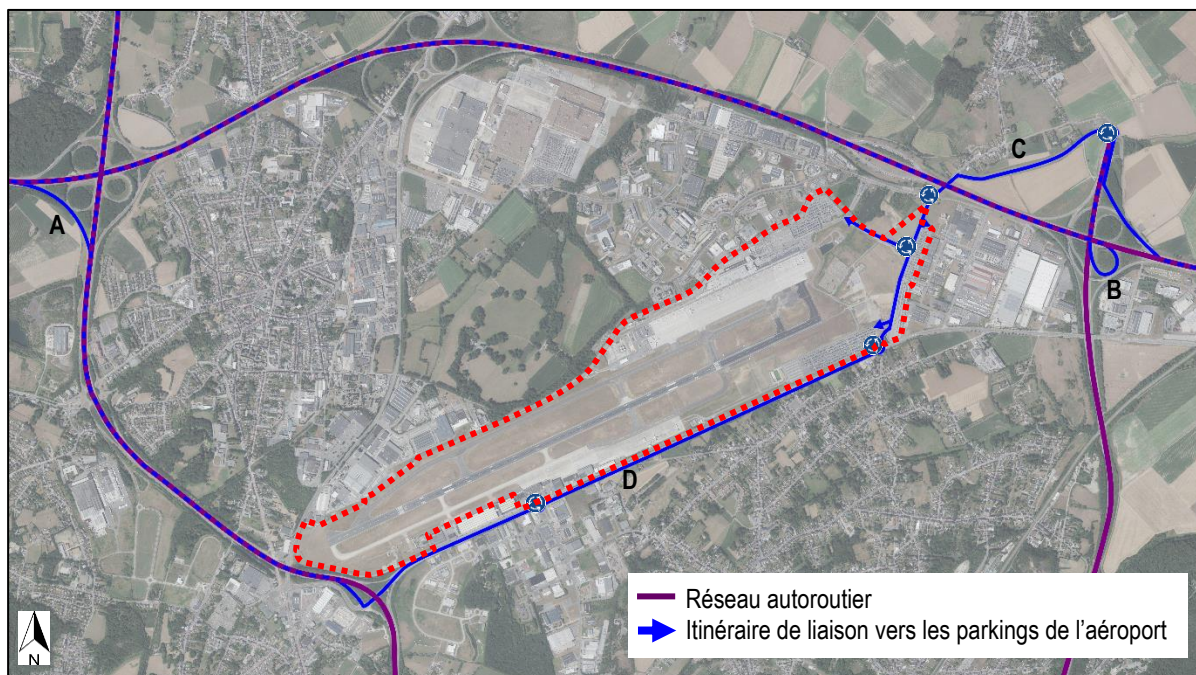 C
A
B
D
Réseau autoroutier
Itinéraire de liaison vers les parkings de l’aéroport
N